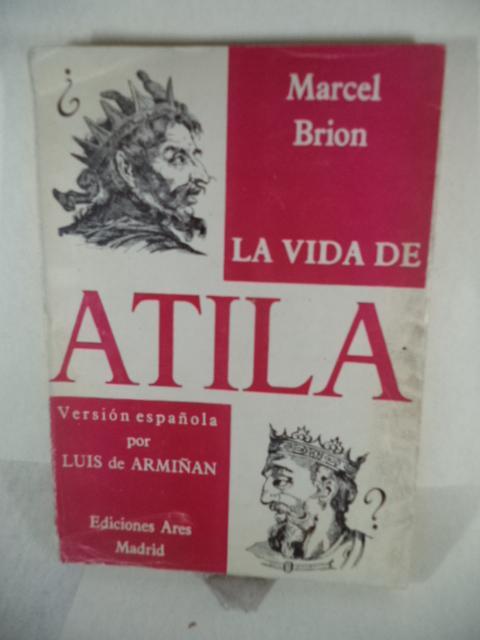 ¿
Marcel
Brion
LA VIDA DE
ATILA
Versión española
por
LUIS de ARMIÑAN
Ediciones Ares
Madrid
?